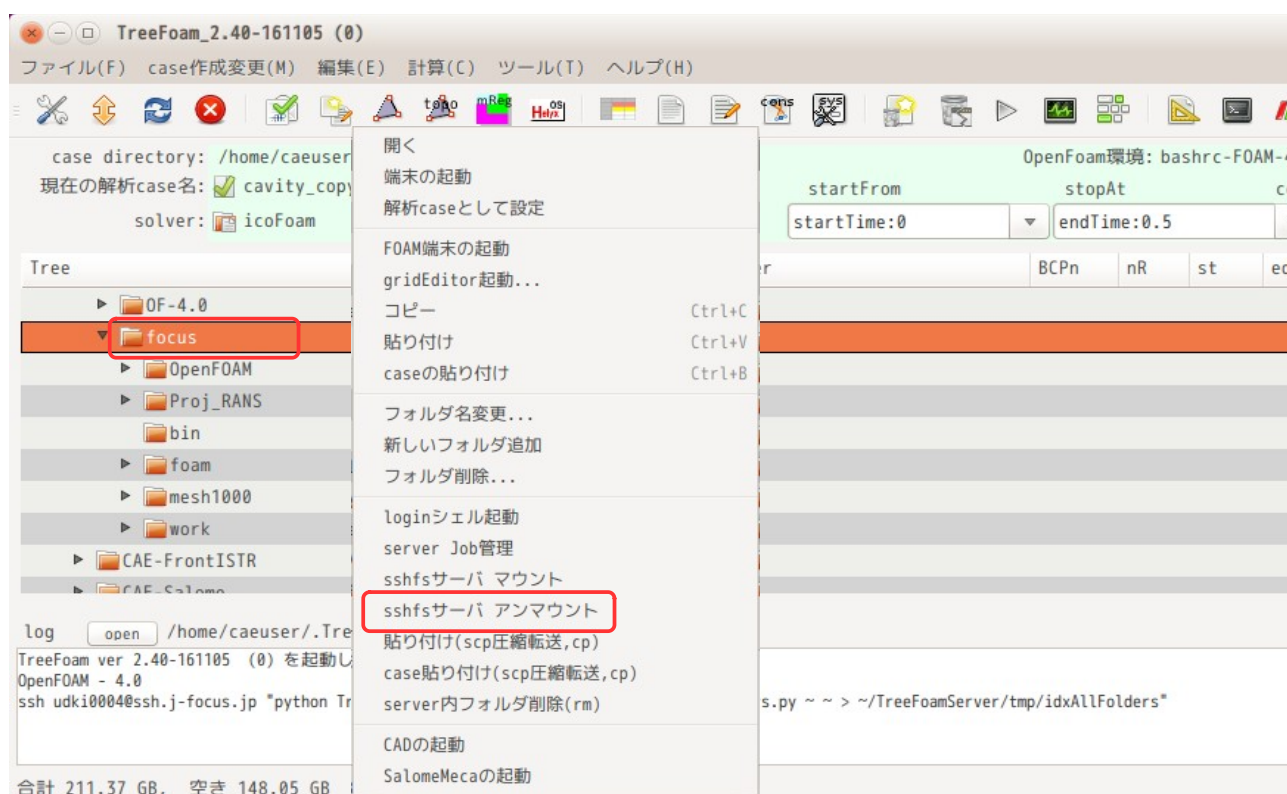 TreeFoam_2.40-161105 (0)
ファイル(F) case作成変更(M) 編集(E) 計算(C) ツール(T) ヘルプ(H)
topo mReg Helyx OS cons sys
case directory: /home/caeuser
OpenFoam環境: bashrc-FOAM-
現在の解析case名: cavity_copy
startFrom stopAt
solver: icoFoam
startTime:0 endTime:0.5
Tree BCPn nR st
OF-4.0
focus
OpenFOAM
Proj_RANS
bin
foam
mesh1000
work
CAE-FrontISTR
CAE-Salome
開く
端末の起動
解析caseとして設定
FOAM端末の起動
gridEditor起動...
コピー Ctrl+C
貼り付け Ctrl+V
caseの貼り付け Ctrl+B
フォルダ名変更...
新しいフォルダ追加
フォルダ削除...
loginシェル起動
server Job管理
sshfsサーバ マウント
sshfsサーバ アンマウント
貼り付け(scp圧縮転送,cp)
case貼り付け(scp圧縮転送,cp)
server内フォルダ削除(rm)
CADの起動
SalomeMecaの起動
log open /home/caeuser/.Tre
TreeFoam ver 2.40-161105 (0) を起動し
OpenFOAM - 4.0
ssh udki0004@ssh.j-focus.jp "python Tr s.py ~ ~ > ~/TreeFoamServer/tmp/idxAllFolders"
合計 211.37 GB, 空き 148.05 GB